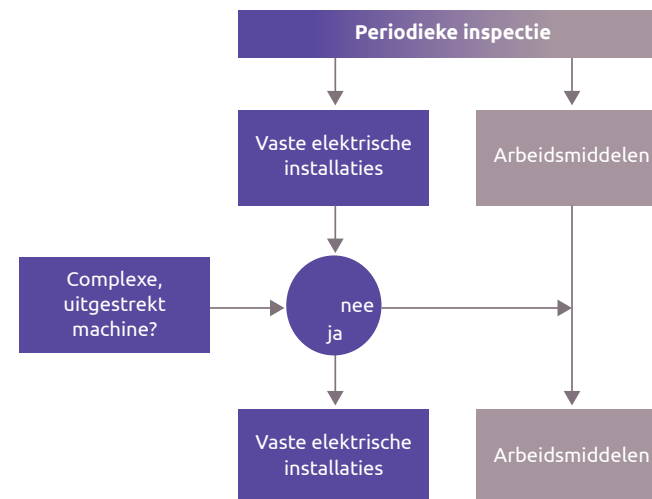 Periodieke inspectie
Vaste elektrische
installaties
Arbeidsmiddelen
Complexe,
uitgestrekt
machine?
nee
ja
Vaste elektrische
installaties
Arbeidsmiddelen